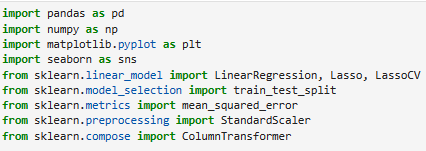 import pandas as pd
import numpy as np
import matplotlib.pyplot as plt
import seaborn as sns
from sklearn.linear_model import LinearRegression, Lasso, LassoCV
from sklearn.model_selection import train_test_split
from sklearn.metrics import mean_squared_error
from sklearn.preprocessing import StandardScaler
from sklearn.compose import ColumnTransformer